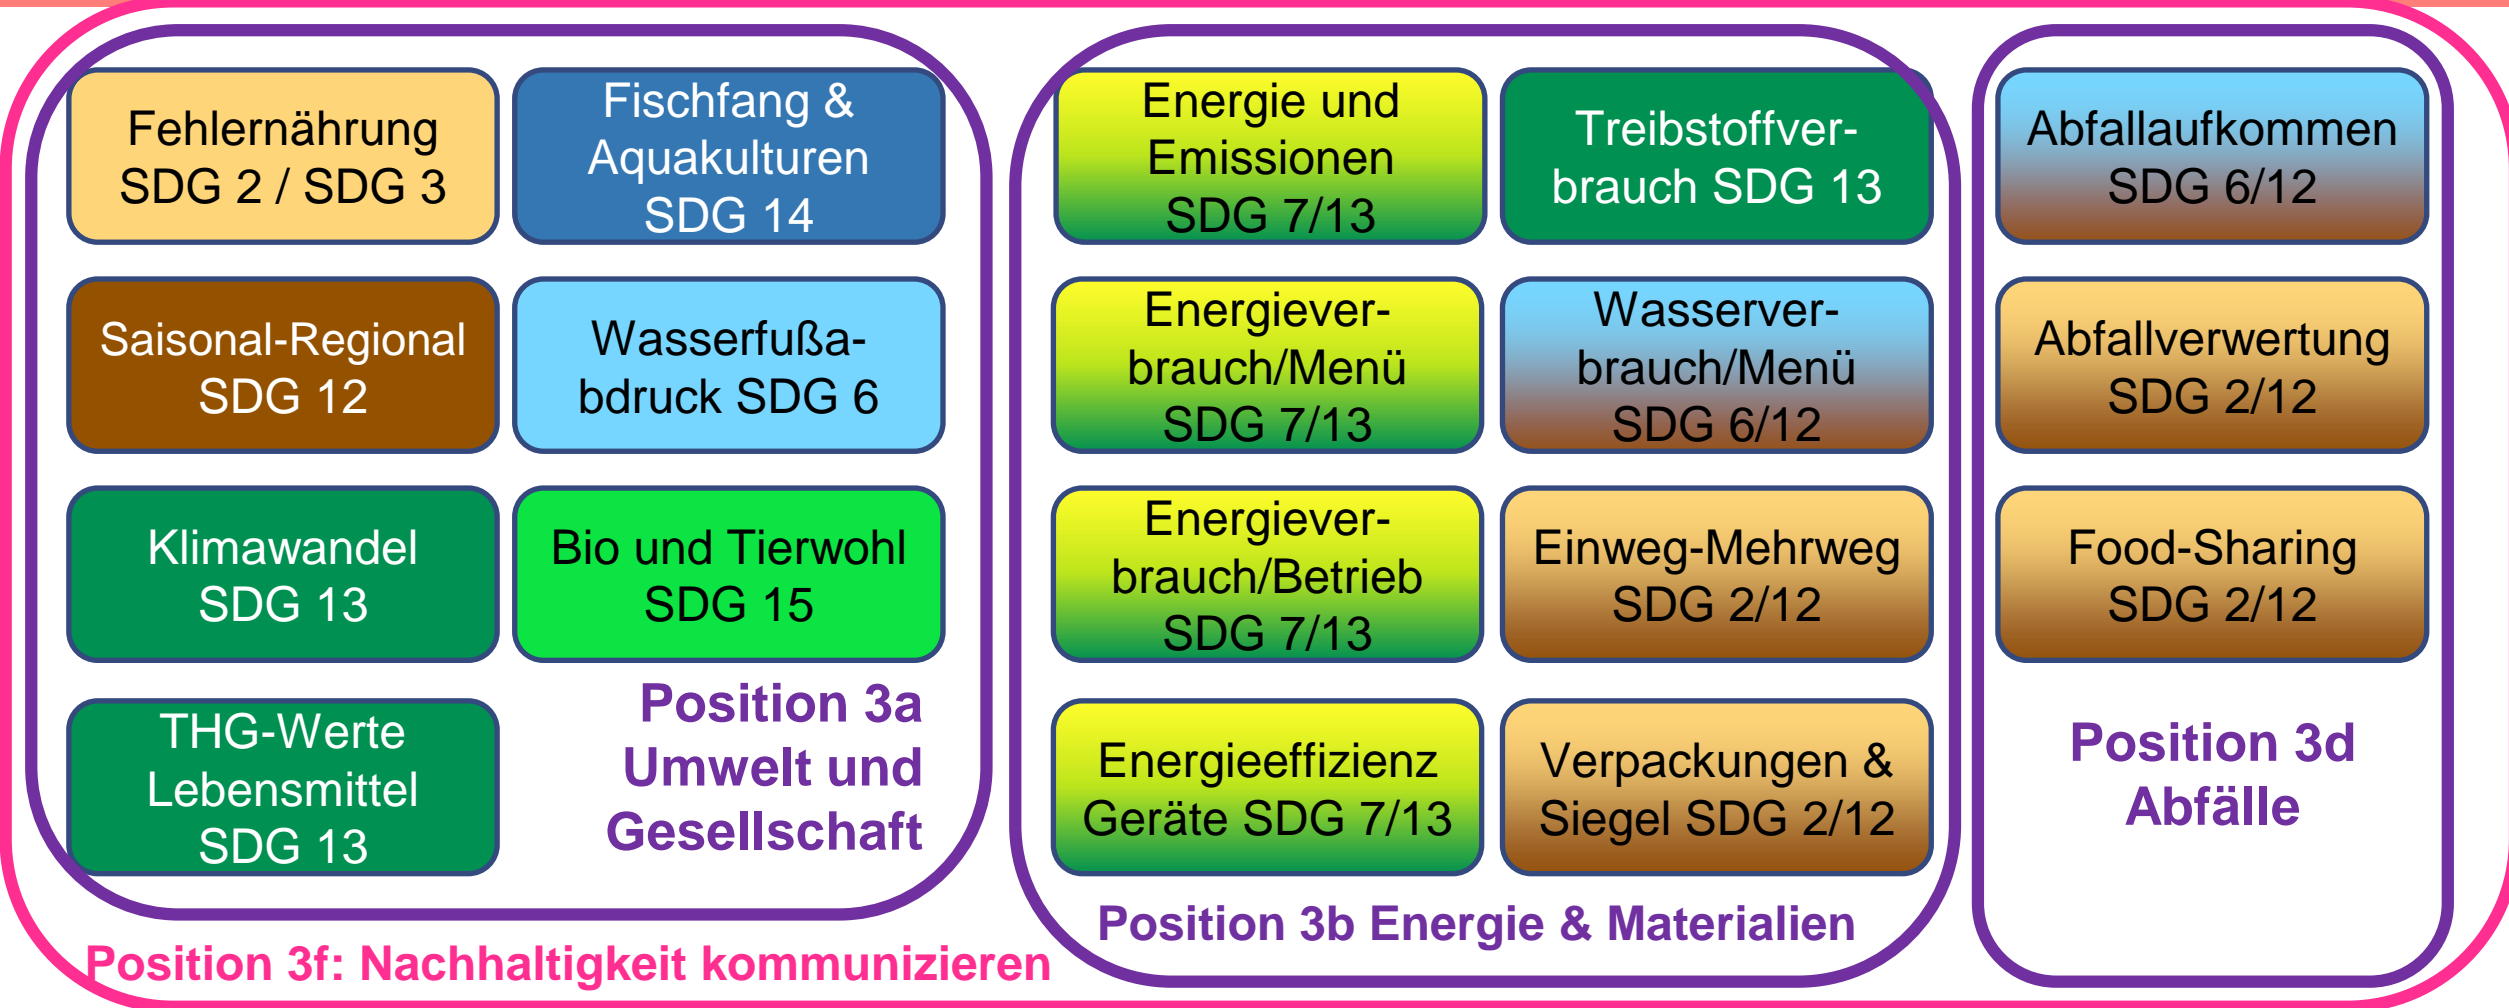 Fehlernährung
SDG 2 / SDG 3
Fischfang &
Aquakulturen
SDG 14
Saisonal-Regional
SDG 12
Wasserfußa-
bdruck SDG 6
Klimawandel
SDG 13
Bio und Tierwohl
SDG 15
THG-Werte
Lebensmittel
SDG 13
Position 3a
Umwelt und
Gesellschaft
Energie und
Emissionen
SDG 7/13
Treibstoffver-
brauch SDG 13
Energiever-
brauch/Menü
SDG 7/13
Wasserver-
brauch/Menü
SDG 6/12
Energiever-
brauch/Betrieb
SDG 7/13
Einweg-Mehrweg
SDG 2/12
Energieeffizienz
Geräte SDG 7/13
Verpackungen &
Siegel SDG 2/12
Position 3b Energie & Materialien
Abfallaufkommen
SDG 6/12
Abfallverwertung
SDG 2/12
Food-Sharing
SDG 2/12
Position 3d
Abfälle
Position 3f: Nachhaltigkeit kommunizieren